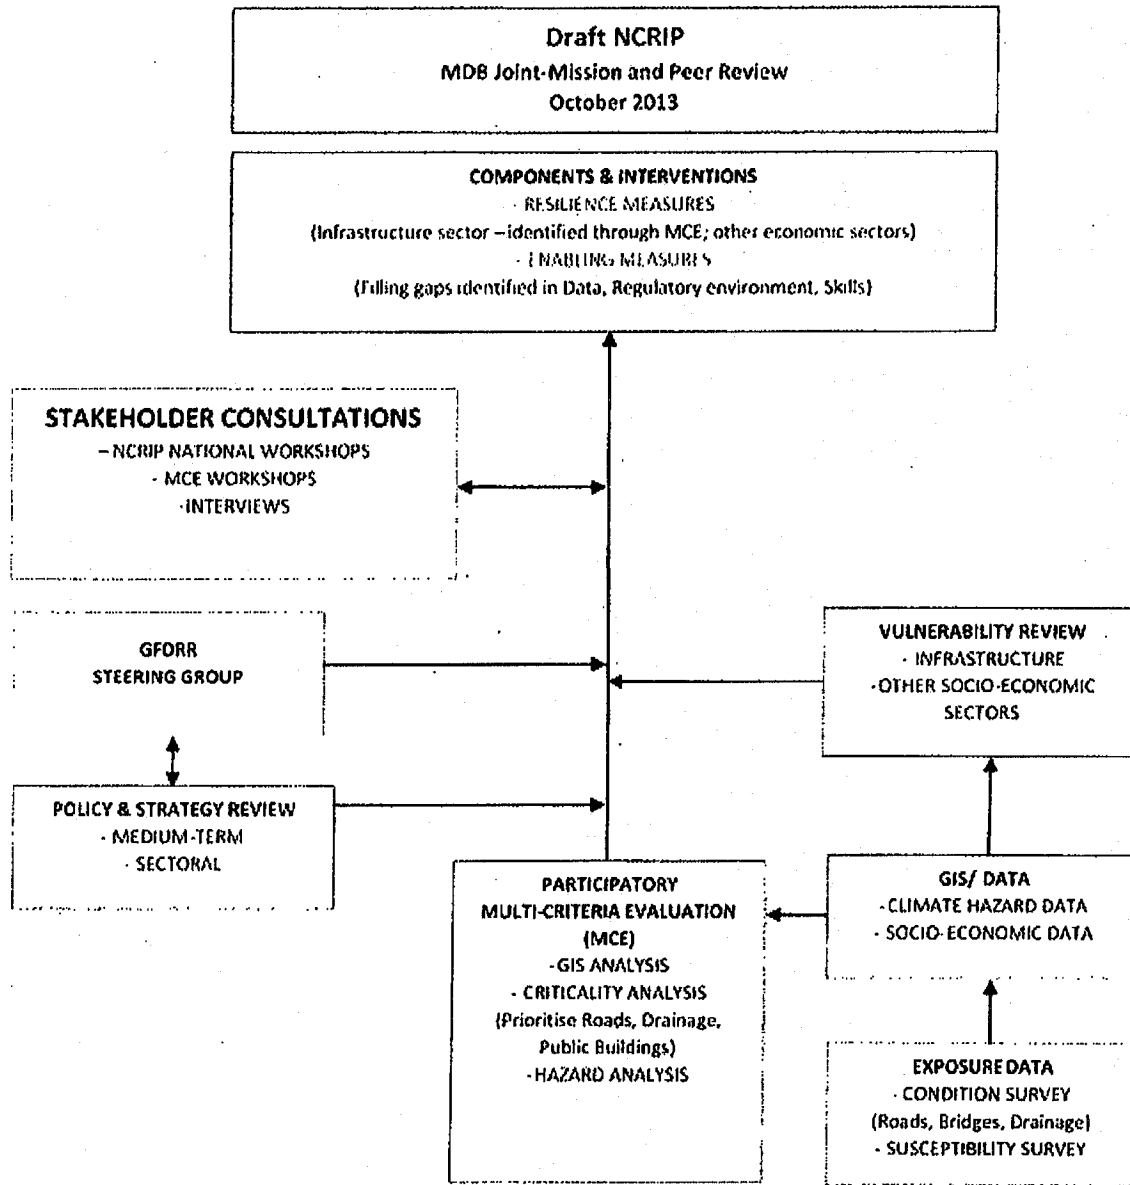 Draft NCRIP
MDB Joint-Mission and Peer Review
October 2013
COMPONENTS & INTERVENTIONS
- RESILIENCE MEASURES
(Infrastructure sector – identified through MCE; other economic sectors)
- ENABLING MEASURES
(Filling gaps identified in Data, Regulatory environment, Skills)
STAKEHOLDER CONSULTATIONS
– NCRIP NATIONAL WORKSHOPS
- MCE WORKSHOPS
- INTERVIEWS
GFDRR
STEERING GROUP
VULNERABILITY REVIEW
- INFRASTRUCTURE
- OTHER SOCIO-ECONOMIC
SECTORS
POLICY & STRATEGY REVIEW
- MEDIUM-TERM
- SECTORAL
PARTICIPATORY
MULTI-CRITERIA EVALUATION
(MCE)
- GIS ANALYSIS
- CRITICALITY ANALYSIS
(Prioritise Roads, Drainage,
Public Buildings)
- HAZARD ANALYSIS
GIS/ DATA
- CLIMATE HAZARD DATA
- SOCIO-ECONOMIC DATA
EXPOSURE DATA
- CONDITION SURVEY
(Roads, Bridges, Drainage)
- SUSCEPTIBILITY SURVEY